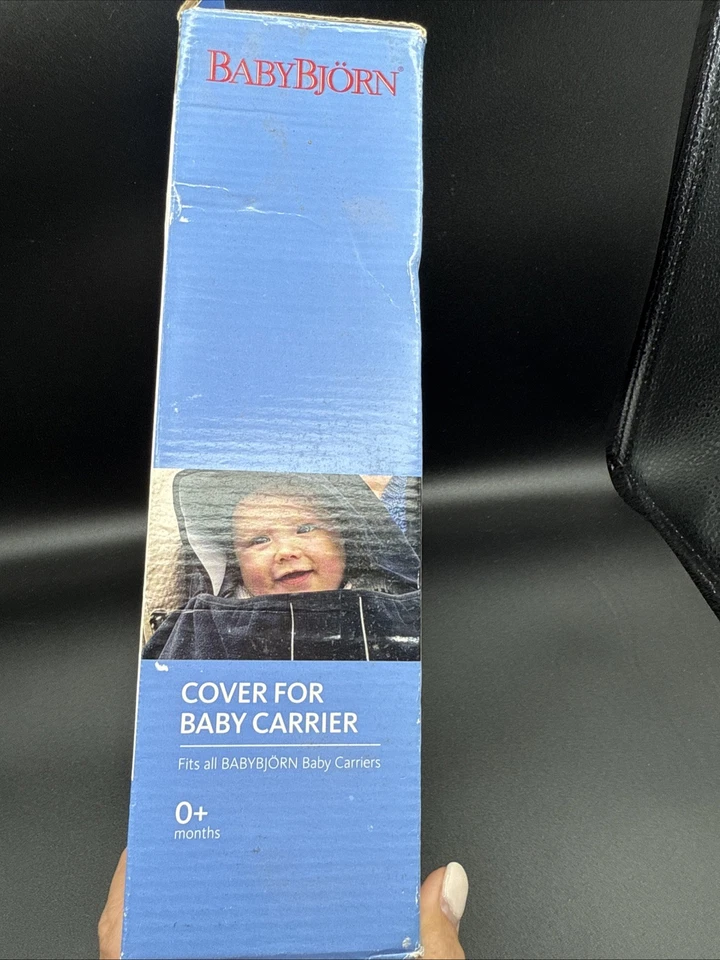 BABYBJÖRN®
COVER FOR
BABY CARRIER
Fits all BABYBJÖRN Baby Carriers
0+
months